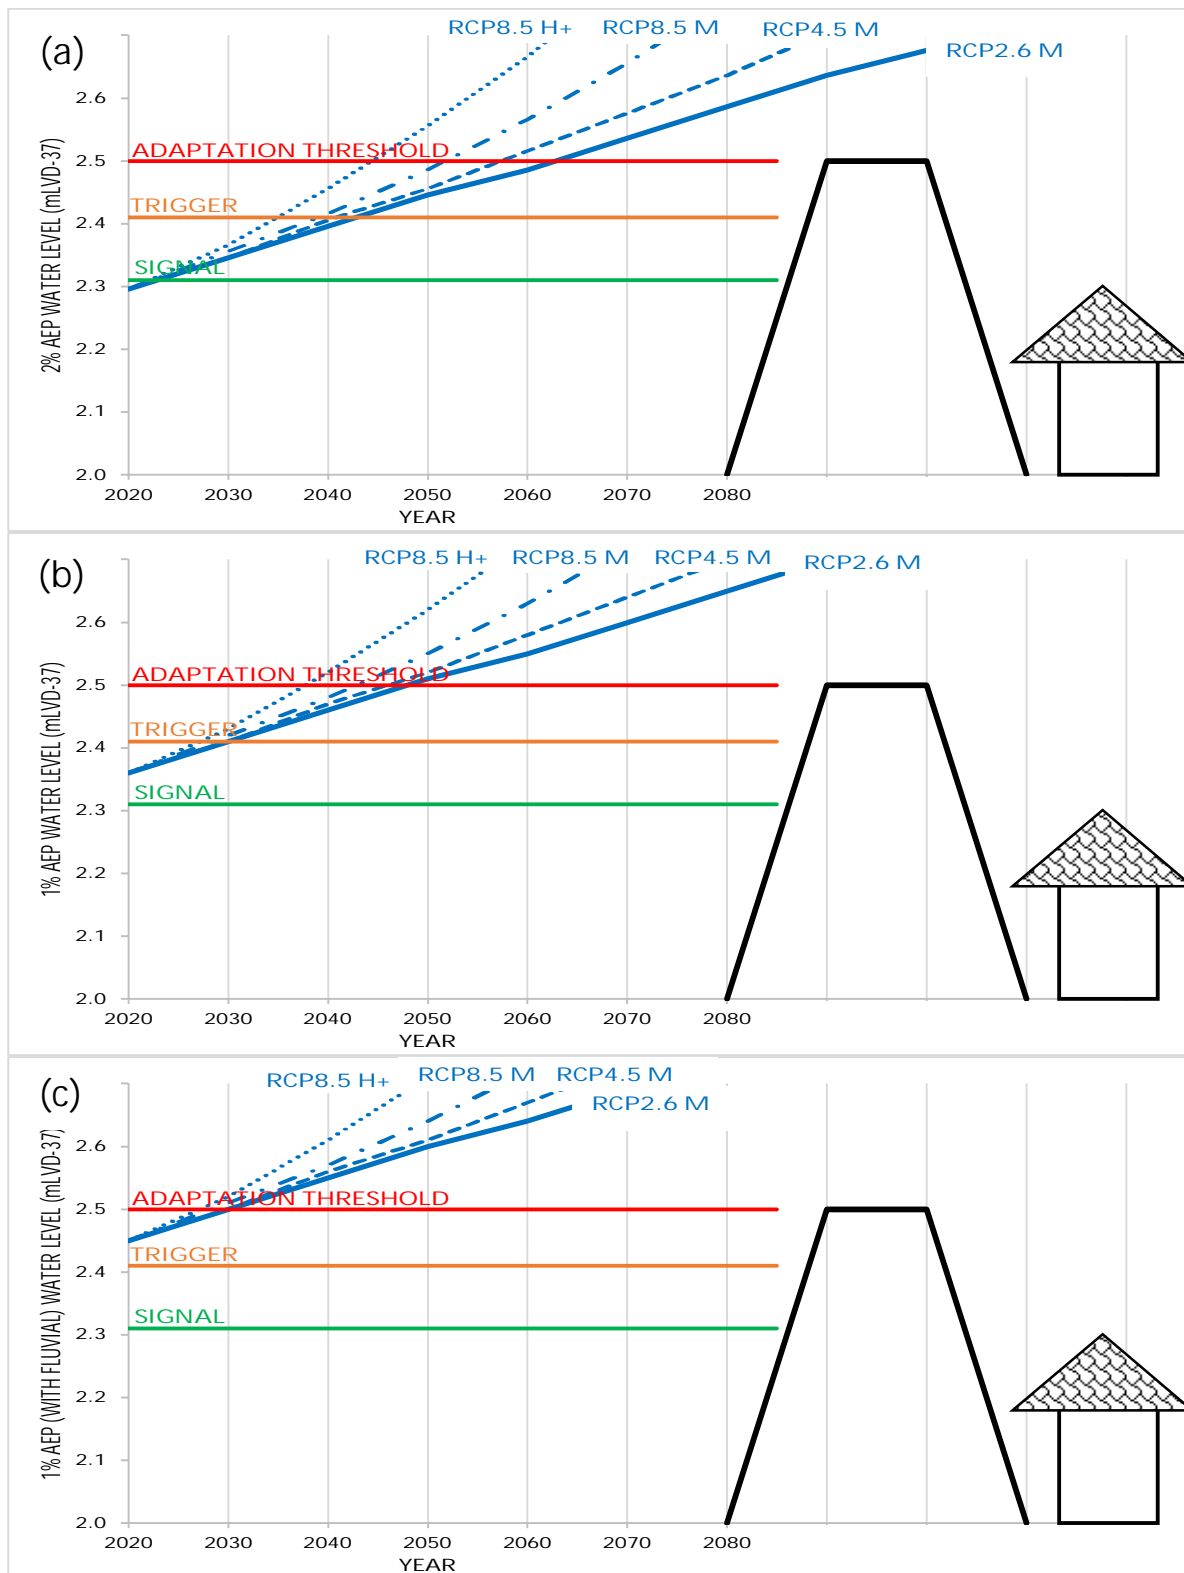 (a)
RCP8.5 H+
RCP8.5 M
RCP4.5 M
RCP2.6 M
2% AEP WATER LEVEL (mLVD-37)
2.6
2.5
2.4
2.3
2.2
2.1
2.0
ADAPTATION THRESHOLD
TRIGGER
SIGNAL
2020 2030 2040 2050 2060 2070 2080
YEAR
(b)
RCP8.5 H+
RCP8.5 M
RCP4.5 M
RCP2.6 M
1% AEP WATER LEVEL (mLVD-37)
2.6
2.5
2.4
2.3
2.2
2.1
2.0
ADAPTATION THRESHOLD
TRIGGER
SIGNAL
2020 2030 2040 2050 2060 2070 2080
YEAR
(c)
RCP8.5 H+
RCP8.5 M
RCP4.5 M
RCP2.6 M
1% AEP (WITH FLUVIAL) WATER LEVEL (mLVD-37)
2.6
2.5
2.4
2.3
2.2
2.1
2.0
ADAPTATION THRESHOLD
TRIGGER
SIGNAL
2020 2030 2040 2050 2060 2070 2080
YEAR